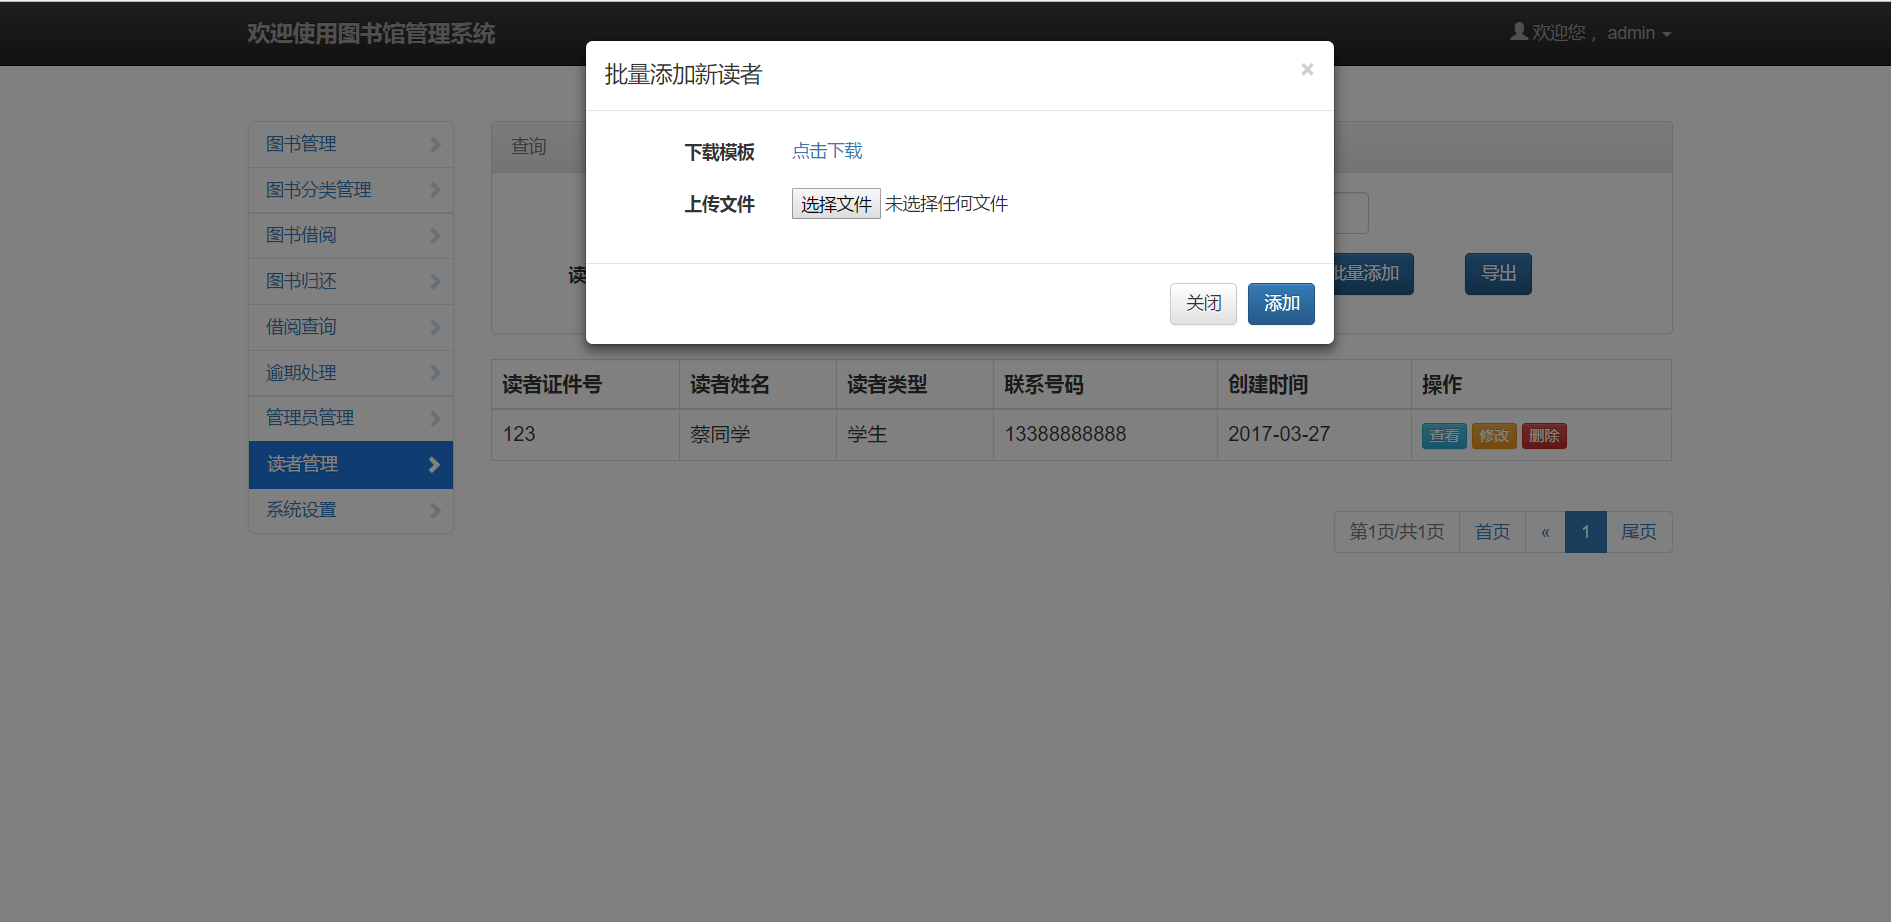 欢迎使用图书馆管理系统
欢迎您， admin
批量添加新读者
×
下载模板 点击下载
上传文件 选择文件 未选择任何文件
关闭 添加
图书管理
图书分类管理
图书借阅
图书归还
借阅查询
逾期处理
管理员管理
读者管理
系统设置
查询
读
批量添加 导出
读者证件号 读者姓名 读者类型 联系号码 创建时间 操作
123 蔡同学 学生 13388888888 2017-03-27 查看 修改 删除
第1页/共1页 首页 « 1 尾页